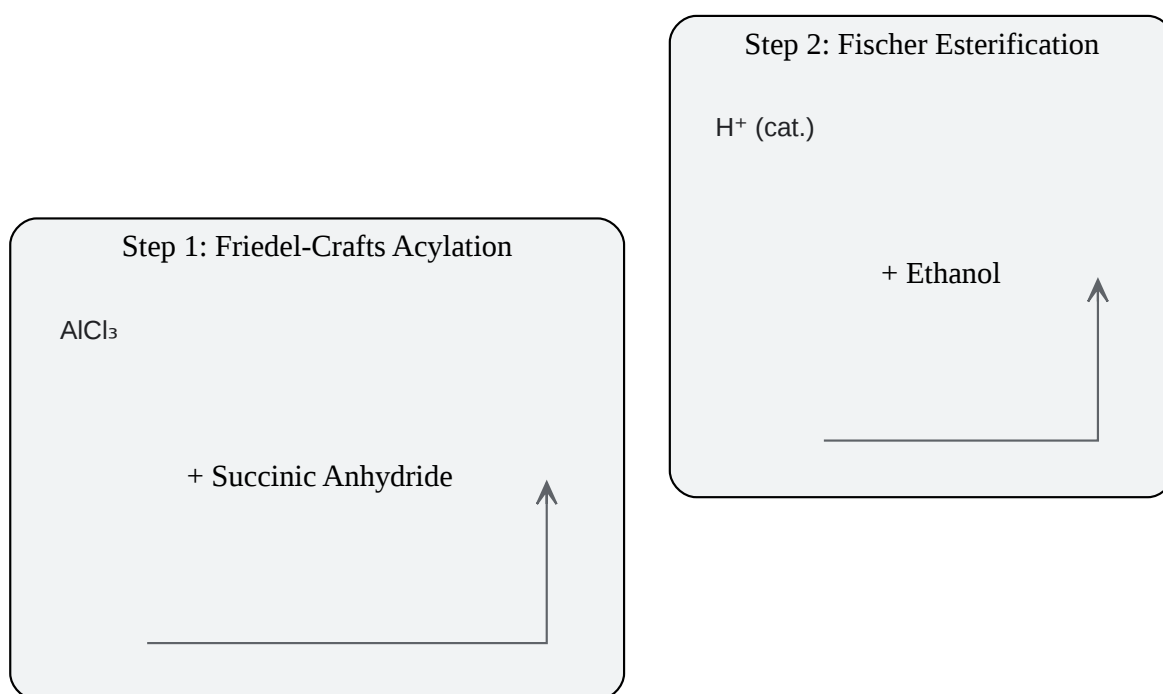 Step 1: Friedel-Crafts Acylation
AlCl₃
+ Succinic Anhydride
Step 2: Fischer Esterification
H⁺ (cat.)
+ Ethanol